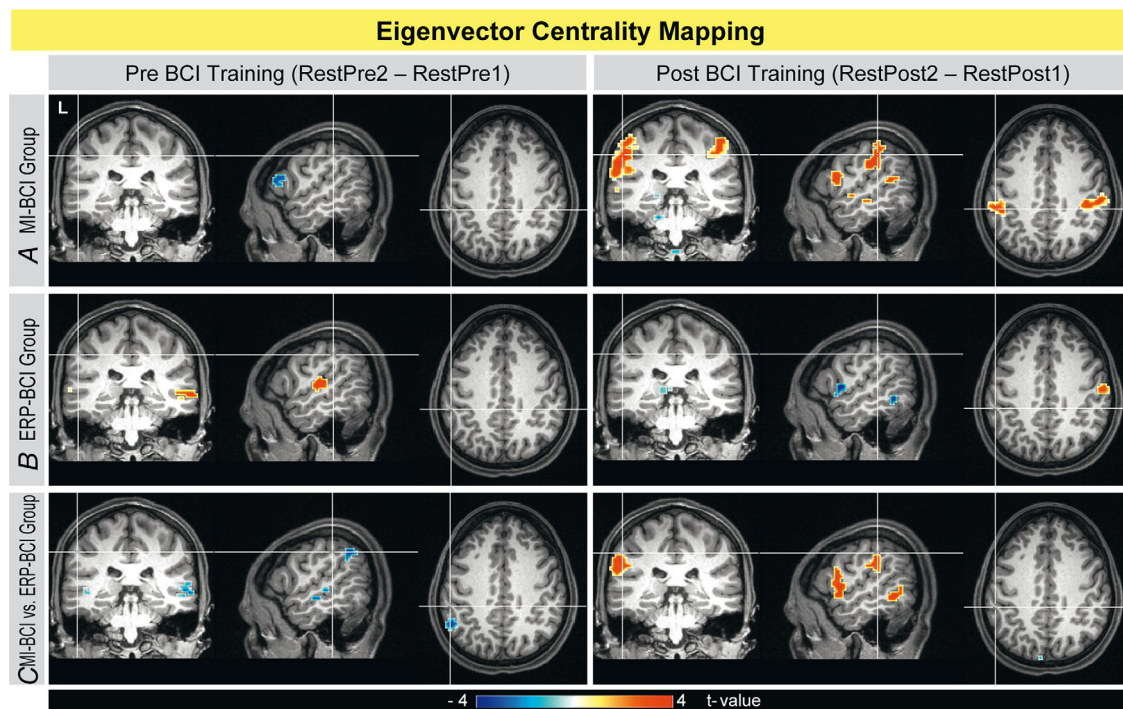 Eigenvector Centrality Mapping
Pre BCI Training (RestPre2 – RestPre1)
Post BCI Training (RestPost2 – RestPost1)
L
A MI-BCI Group
B ERP-BCI Group
C MI-BCI vs. ERP-BCI Group
- 4
4 t-value